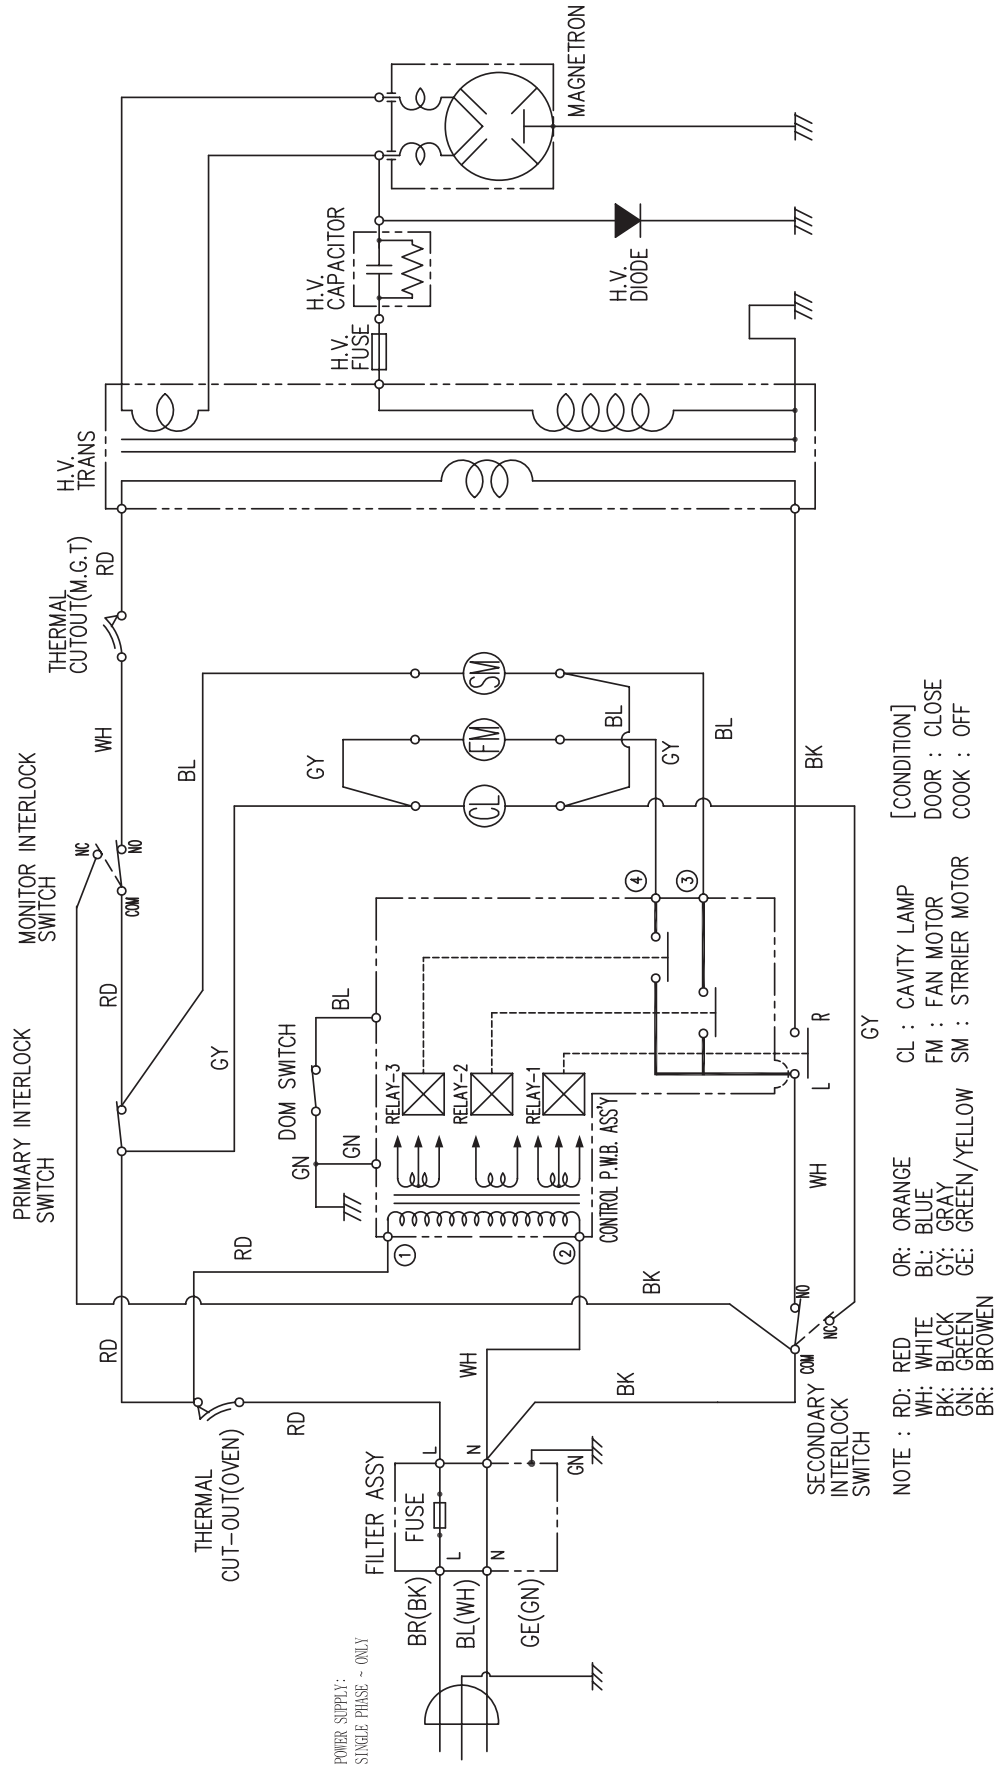 POWER SUPPLY:
SINGLE PHASE ~ ONLY
BR(BK)
BL(WH)
GE(GN)
FILTER ASSY
FUSE
L
N
L
N
GN
THERMAL
CUT-OUT(OVEN)
RD
RD
RD
WH
BK
BK
SECONDARY
INTERLOCK
SWITCH
COM
NO
NC
WH
PRIMARY INTERLOCK
SWITCH
RD
GY
BL
MONITOR INTERLOCK
SWITCH
COM
NC
NO
WH
THERMAL
CUTOUT(M.G.T)
RD
DOM SWITCH
GN
GN
BL
1
2
3
4
CONTROL P.W.B. ASS'Y
RELAY-3
RELAY-2
RELAY-1
L
R
GY
BK
GY
BL
GY
BL
CL
FM
SM
H.V.
TRANS
H.V.
FUSE
H.V.
CAPACITOR
H.V.
DIODE
MAGNETRON
NOTE : RD: RED
WH: WHITE
BK: BLACK
GN: GREEN
BR: BROWEN
OR: ORANGE
BL: BLUE
GY: GRAY
GE: GREEN/YELLOW
CL : CAVITY LAMP
FM : FAN MOTOR
SM : STRRIER MOTOR
[CONDITION]
DOOR : CLOSE
COOK : OFF